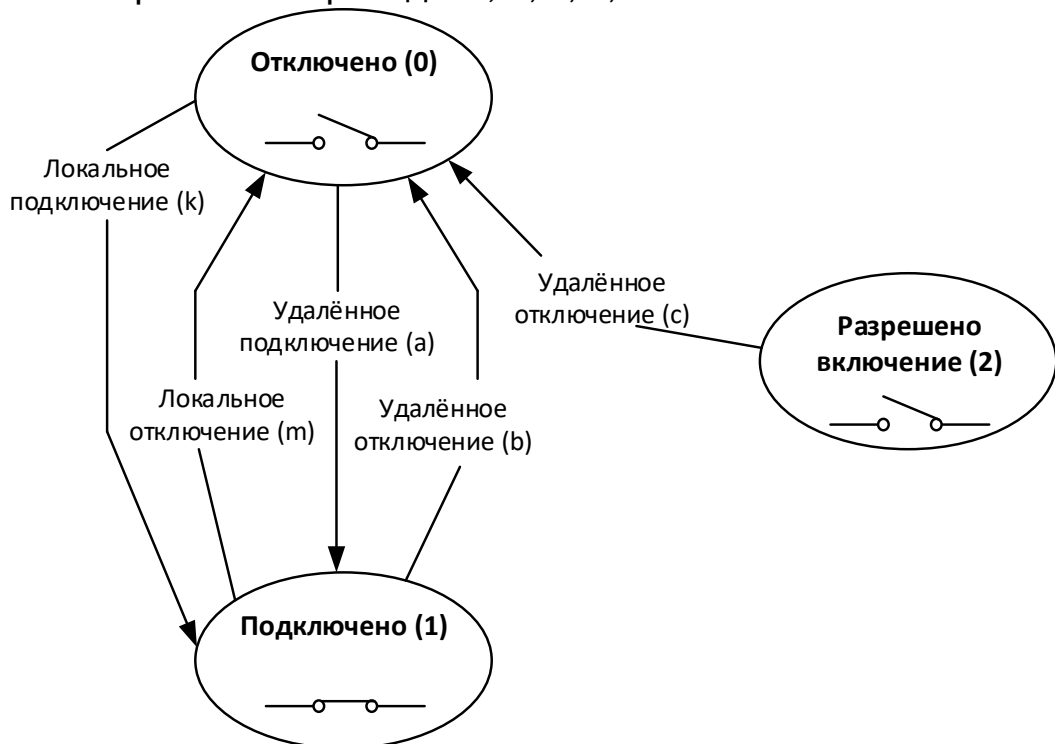 Отключено (0)
Локальное
подключение (k)
Удалённое
подключение (a)
Удалённое
отключение (c)
Разрешено
включение (2)
Локальное
отключение (m)
Удалённое
отключение (b)
Подключено (1)